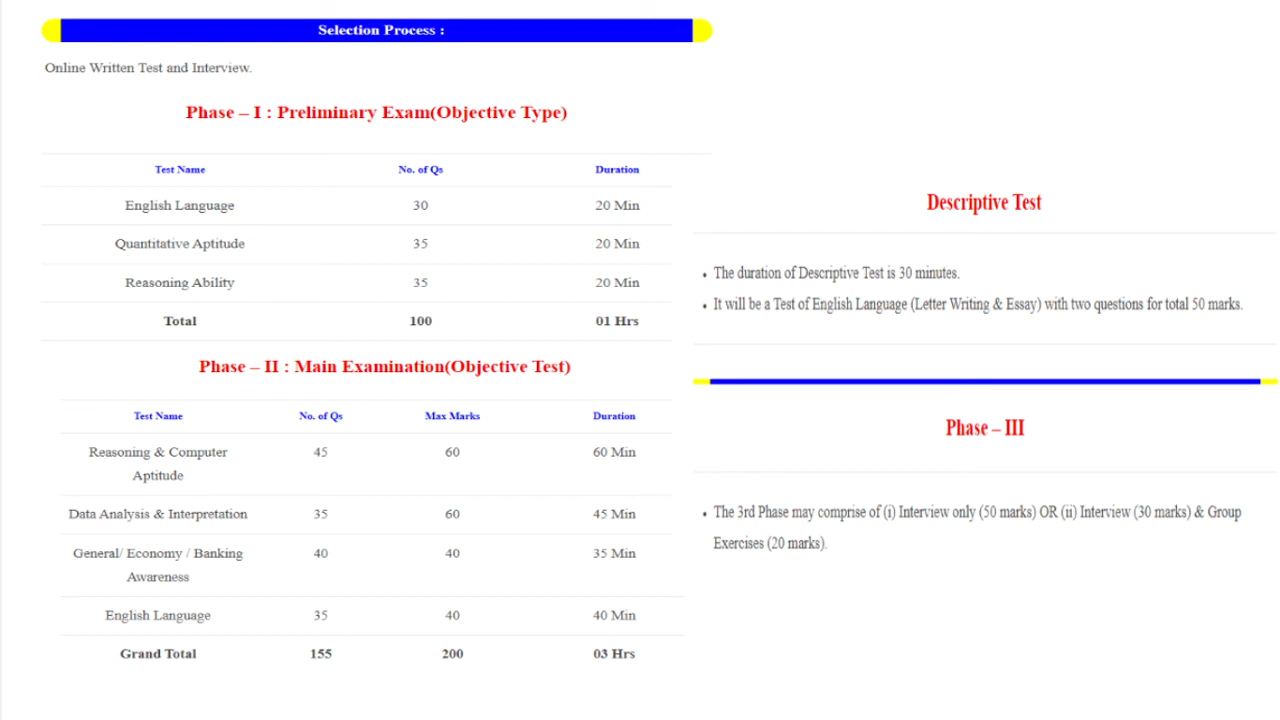 Selection Process :
Online Written Test and Interview.
Phase – I : Preliminary Exam(Objective Type)
Test Name No. of Qs Duration
English Language 30 20 Min
Quantitative Aptitude 35 20 Min
Reasoning Ability 35 20 Min
Total 100 01 Hrs
Phase – II : Main Examination(Objective Test)
Test Name No. of Qs Max Marks Duration
Reasoning & Computer 45 60 60 Min
Aptitude
Data Analysis & Interpretation 35 60 45 Min
General/ Economy / Banking 40 40 35 Min
Awareness
English Language 35 40 40 Min
Grand Total 155 200 03 Hrs
Descriptive Test
• The duration of Descriptive Test is 30 minutes.
• It will be a Test of English Language (Letter Writing & Essay) with two questions for total 50 marks.
Phase – III
• The 3rd Phase may comprise of (i) Interview only (50 marks) OR (ii) Interview (30 marks) & Group
Exercises (20 marks).